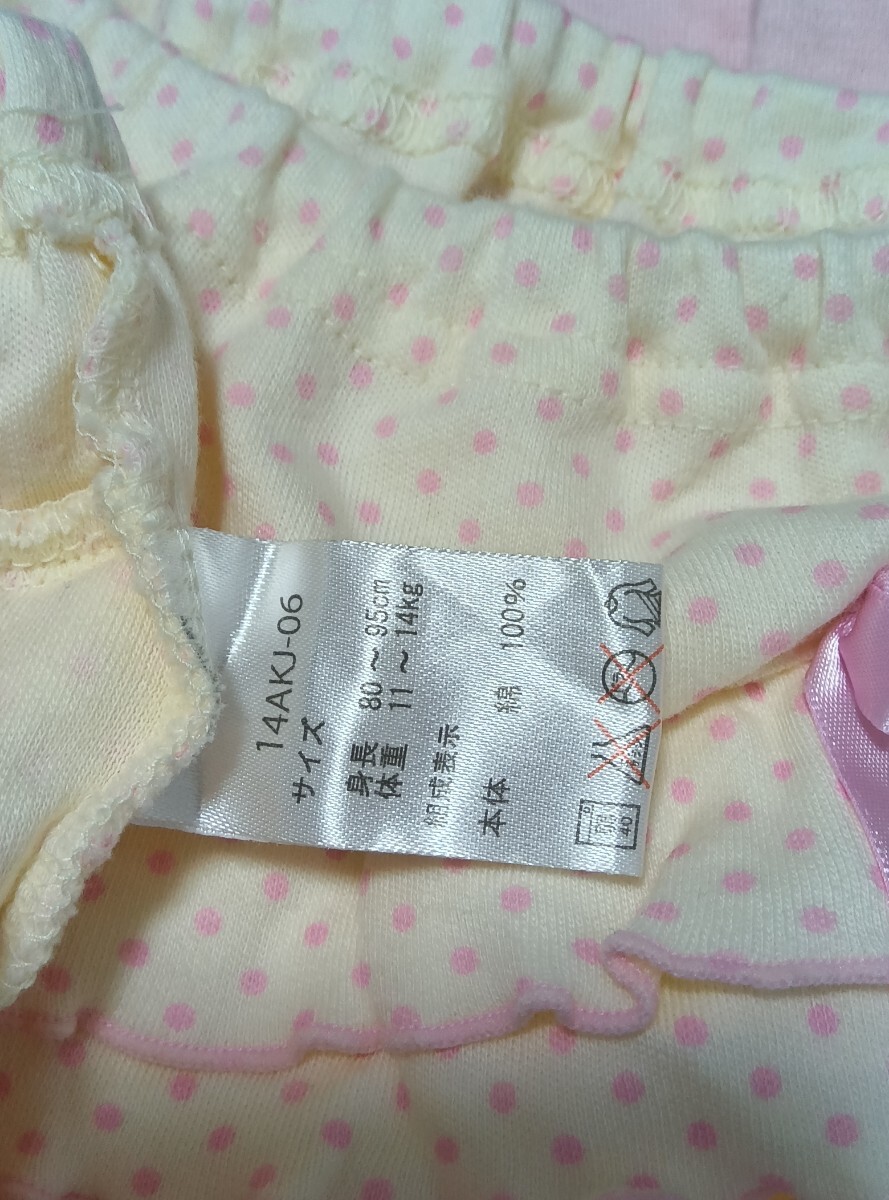 14AKJ-06
サイズ
身長 80～95cm
体重 11～14kg
組成表示
本体 綿 100%
40